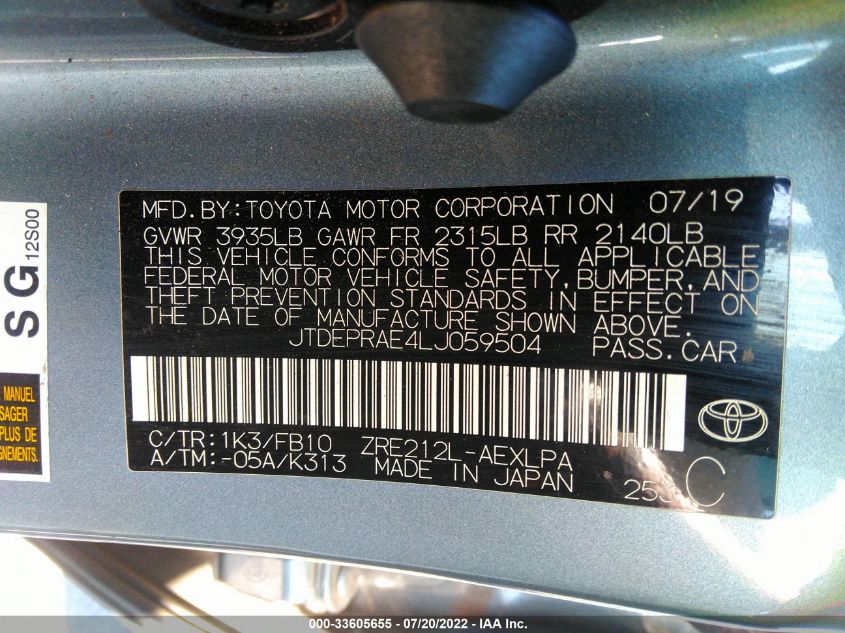 MFD.BY:TOYOTA MOTOR CORPORATION 07/19
GVWR 3935LB GAWR FR 2315LB RR 2140LB
THIS VEHICLE CONFORMS TO ALL APPLICABLE
FEDERAL MOTOR VEHICLE SAFETY,BUMPER,AND
THEFT PREVENTION STANDARDS IN EFFECT ON
THE DATE OF MANUFACTURE SHOWN ABOVE.
JTDEPRAE4LJ059504 PASS.CAR
C/TR:1K3/FB10 ZRE212L-AEXLPA
A/TM:-05A/K313 MADE IN JAPAN C
SG
12S00
MANUEL
SAGER
PLUS DE
GNEMENTS.
000-33605655 - 07/20/2022 - IAA Inc.